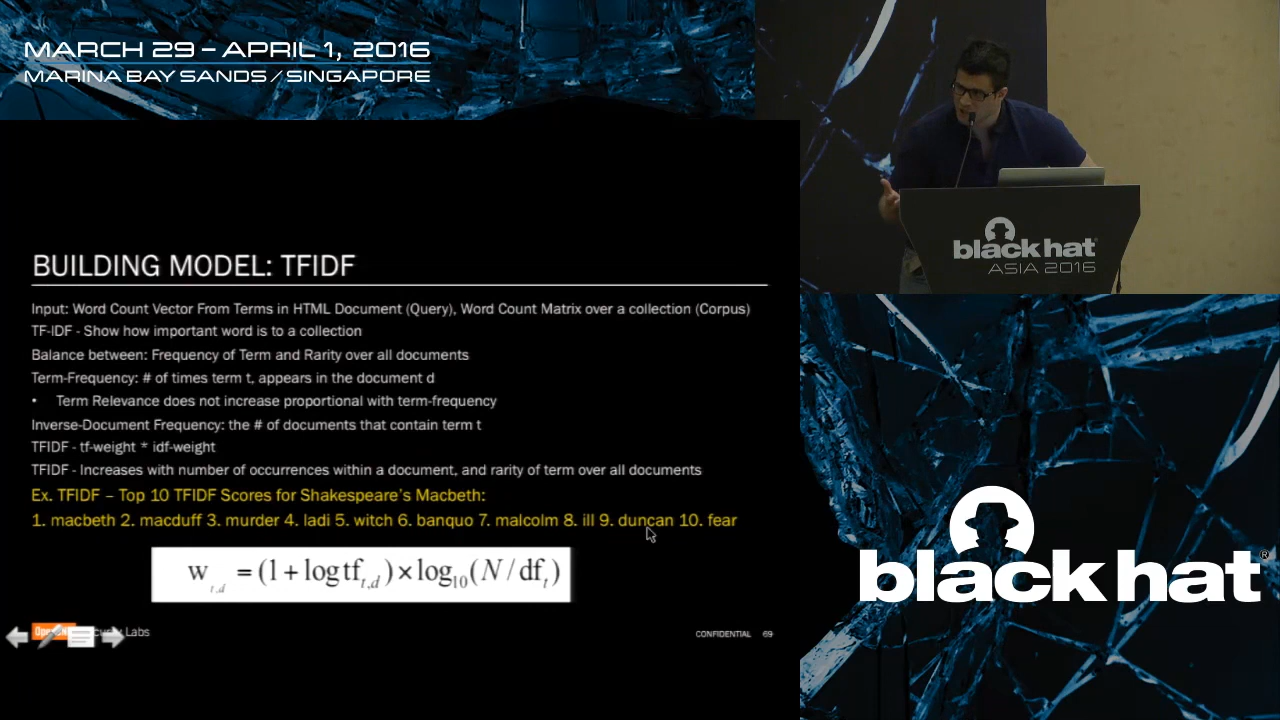 MARCH 29 – APRIL 1, 2016
MARINA BAY SANDS / SINGAPORE
black hat®
ASIA 2016
BUILDING MODEL: TFIDF
Input: Word Count Vector From Terms in HTML Document (Query), Word Count Matrix over a collection (Corpus)
TF-IDF - Show how important word is to a collection
Balance between: Frequency of Term and Rarity over all documents
Term-Frequency: # of times term t, appears in the document d
• Term Relevance does not increase proportional with term-frequency
Inverse-Document Frequency: the # of documents that contain term t
TFIDF - tf-weight * idf-weight
TFIDF - Increases with number of occurrences within a document, and rarity of term over all documents
Ex. TFIDF – Top 10 TFIDF Scores for Shakespeare's Macbeth:
1. macbeth 2. macduff 3. murder 4. ladi 5. witch 6. banquo 7. malcolm 8. ill 9. duncan 10. fear
w t,d = (1 + log tf t,d) × log10 (N / df t)
Labs
CONFIDENTIAL 69
black hat®